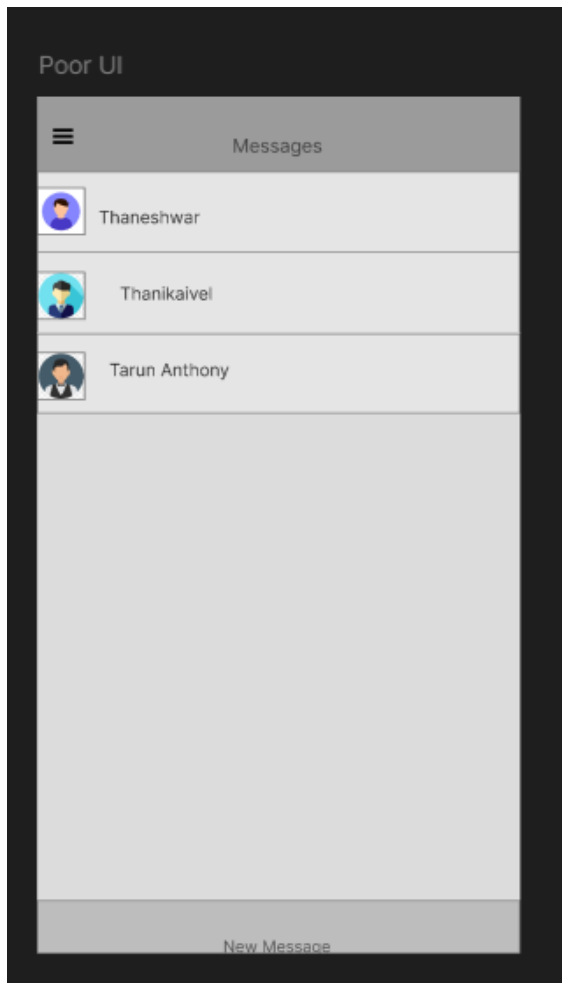 Poor UI
Messages
Thaneshwar
Thanikaivel
Tarun Anthony
New Message